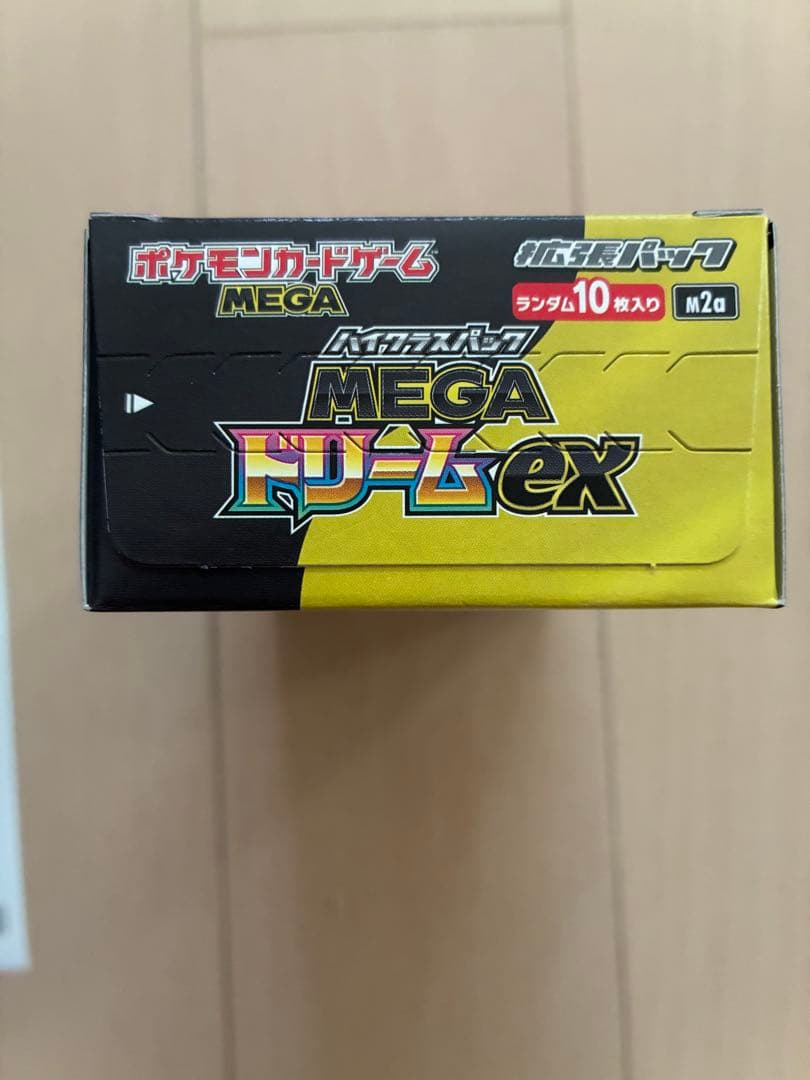 ポケモンカードゲーム
MEGA
拡張パック
ランダム10枚入り
M2a
ハイクラスパック
MEGA
ドリームex